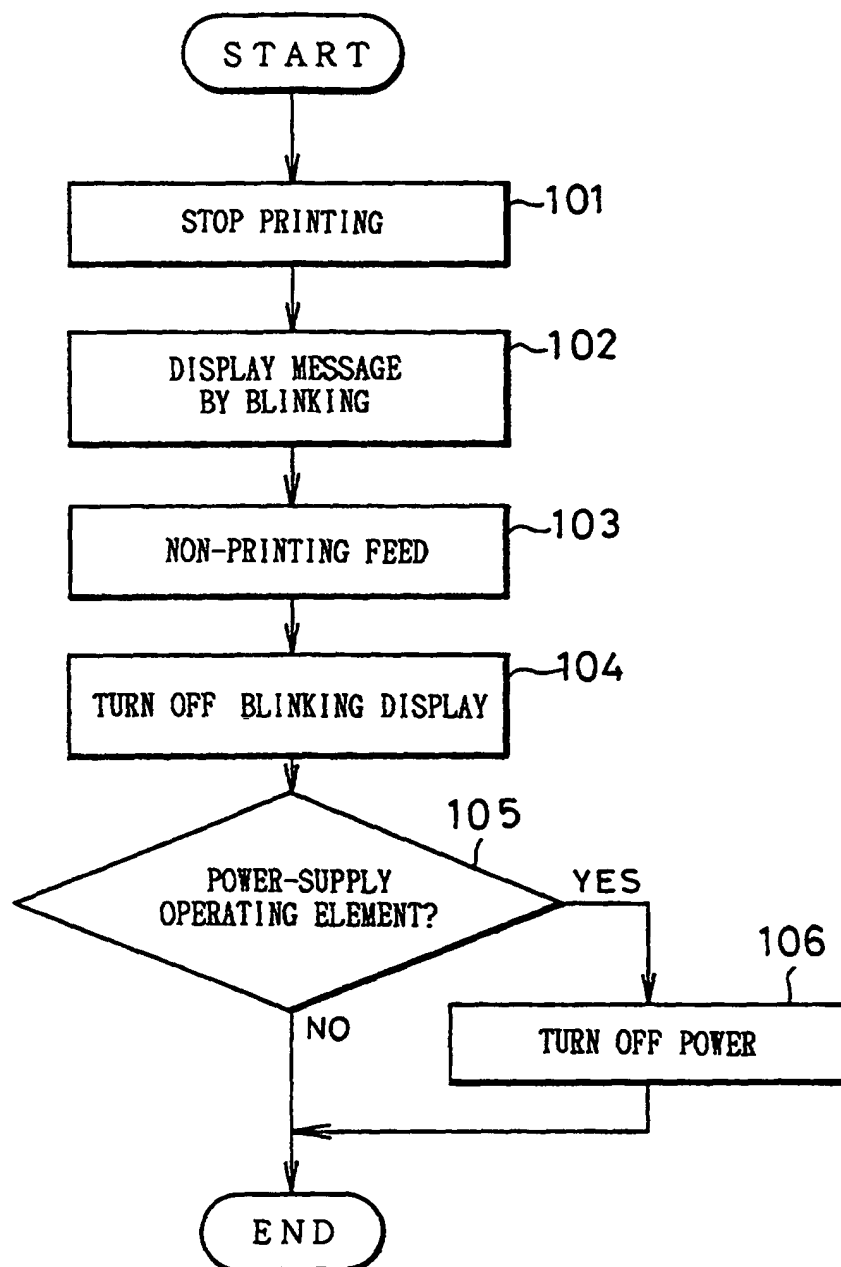 START
101
STOP PRINTING
102
DISPLAY MESSAGE
BY BLINKING
103
NON-PRINTING FEED
104
TURN OFF BLINKING DISPLAY
105
POWER-SUPPLY
OPERATING ELEMENT?
YES
106
NO
TURN OFF POWER
END